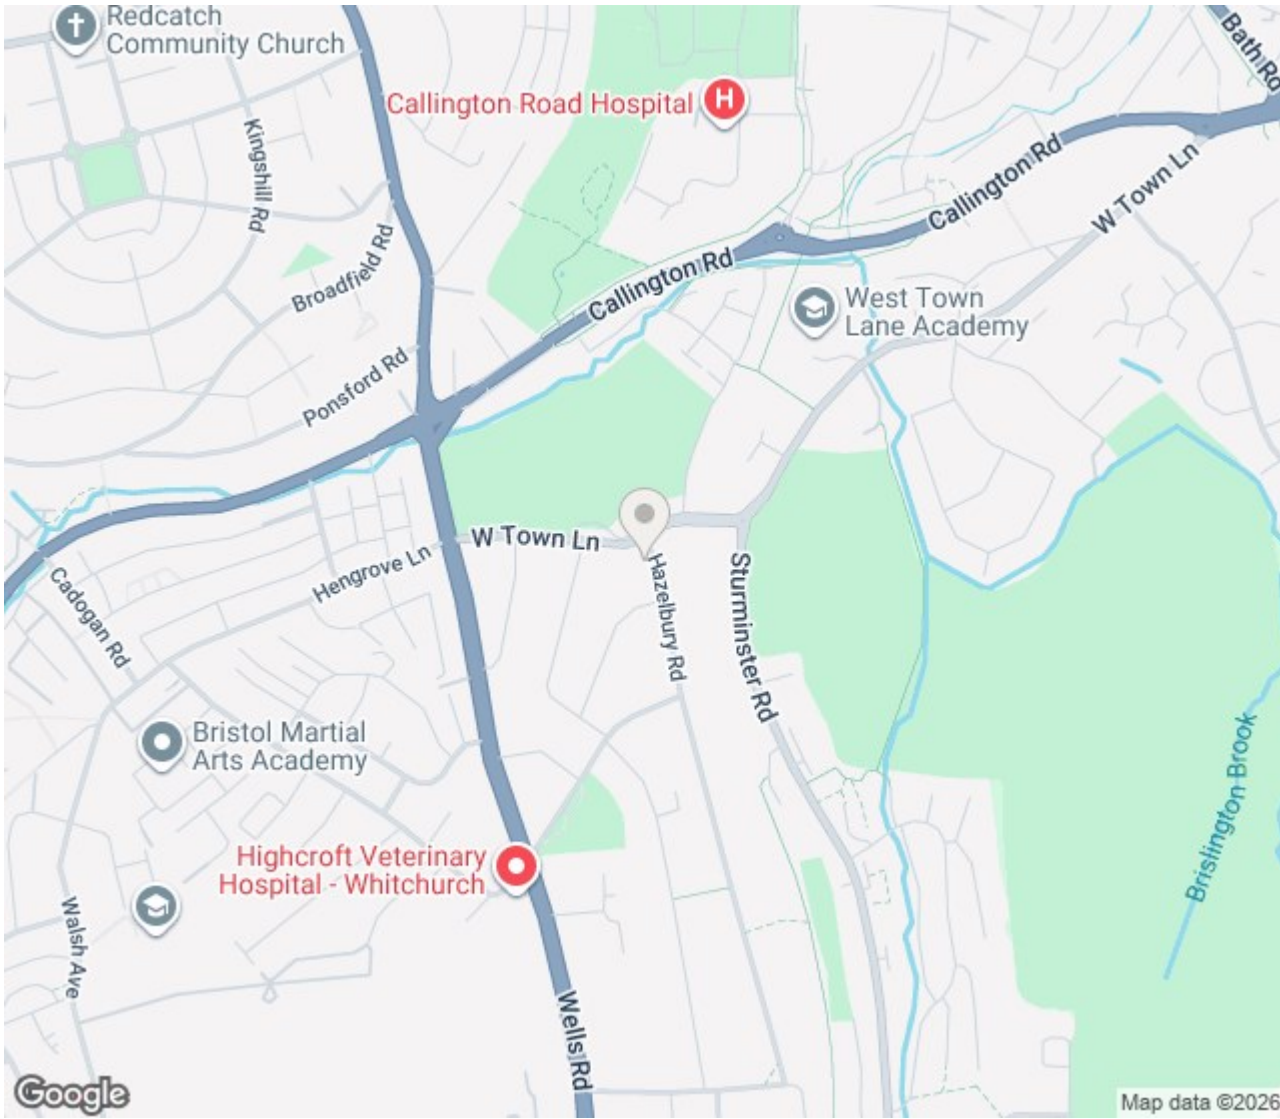 Redcatch
Community Church
Bath Rd
Callington Road Hospital
Kingshill Rd
Callington Rd
W Town Ln
Broadfield Rd
Callington Rd
West Town
Lane Academy
Ponsford Rd
W Town Ln
Hengrove Ln
Hazelbury Rd
Sturminster Rd
Cadogan Rd
Bristol Martial
Arts Academy
Brislington Brook
Highcroft Veterinary
Hospital - Whitchurch
Walsh Ave
Wells Rd
Google
Map data ©2026